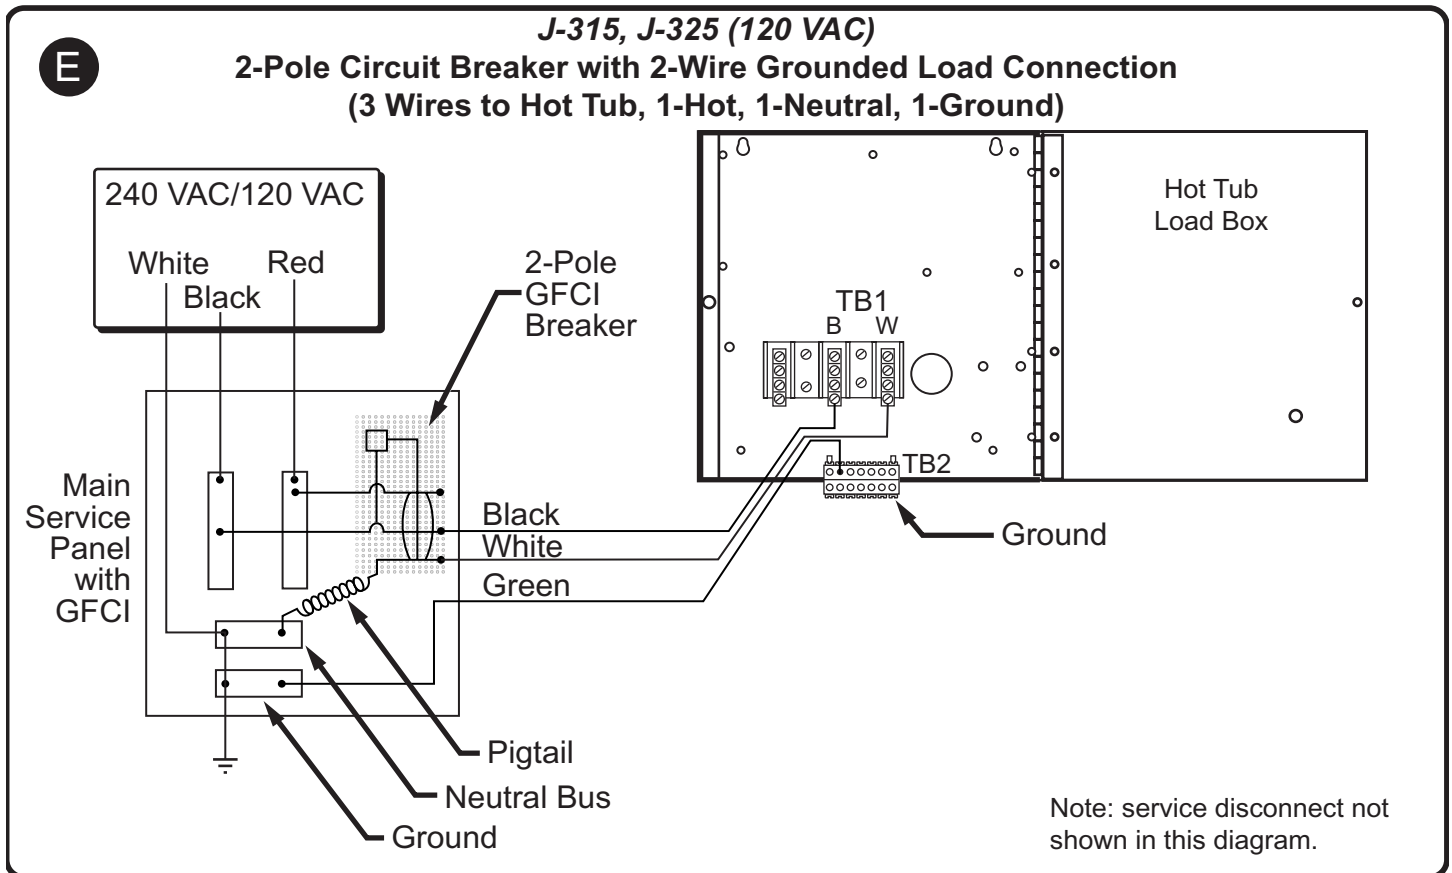 E
J-315, J-325 (120 VAC)
2-Pole Circuit Breaker with 2-Wire Grounded Load Connection
(3 Wires to Hot Tub, 1-Hot, 1-Neutral, 1-Ground)
240 VAC/120 VAC
White
Red
Black
2-Pole
GFCI
Breaker
Hot Tub
Load Box
TB1
B
W
TB2
Ground
Main
Service
Panel
with
GFCI
Black
White
Green
Pigtail
Neutral Bus
Ground
Note: service disconnect not
shown in this diagram.